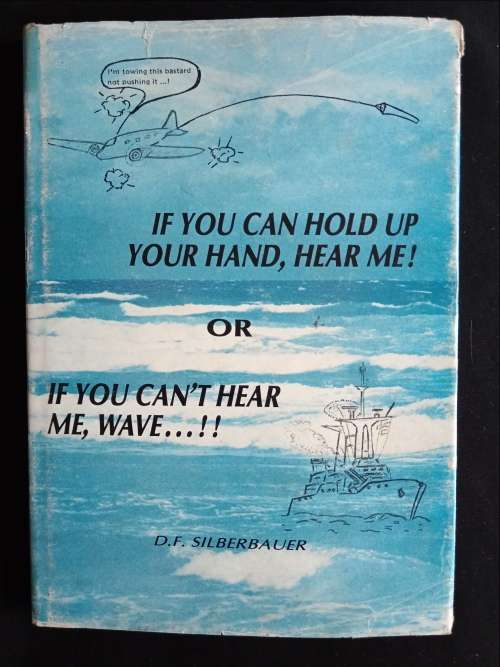 I'm towing this bastard
not pushing it ...!
IF YOU CAN HOLD UP
YOUR HAND, HEAR ME!
OR
IF YOU CAN'T HEAR
ME, WAVE...!!
D.F. SILBERBAUER